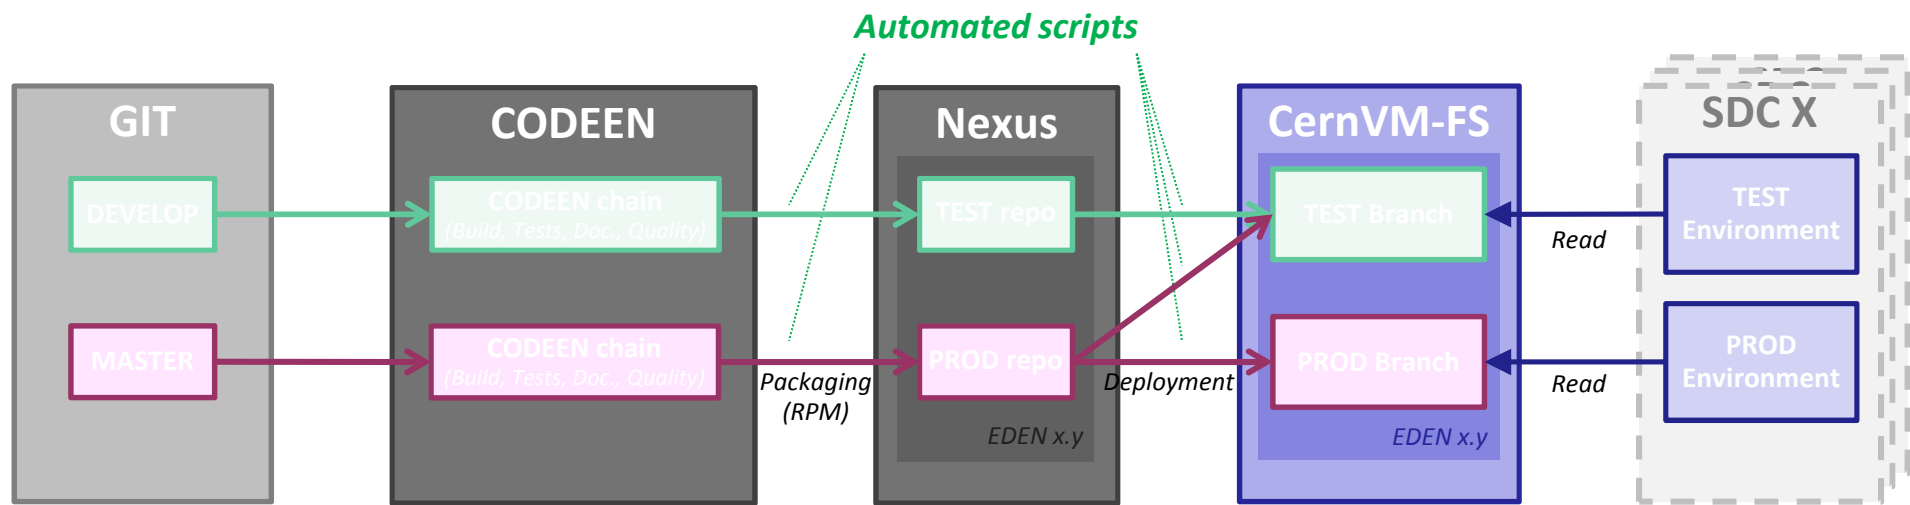 Automated scripts
GIT
DEVELOP
MASTER
CODEEN
CODEEN chain
(Build, Tests, Doc., Quality)
CODEEN chain
(Build, Tests, Doc., Quality)
Packaging
(RPM)
Nexus
TEST repo
PROD repo
EDEN x.y
Deployment
CernVM-FS
TEST Branch
PROD Branch
EDEN x.y
Read
Read
SDC X
TEST
Environment
PROD
Environment